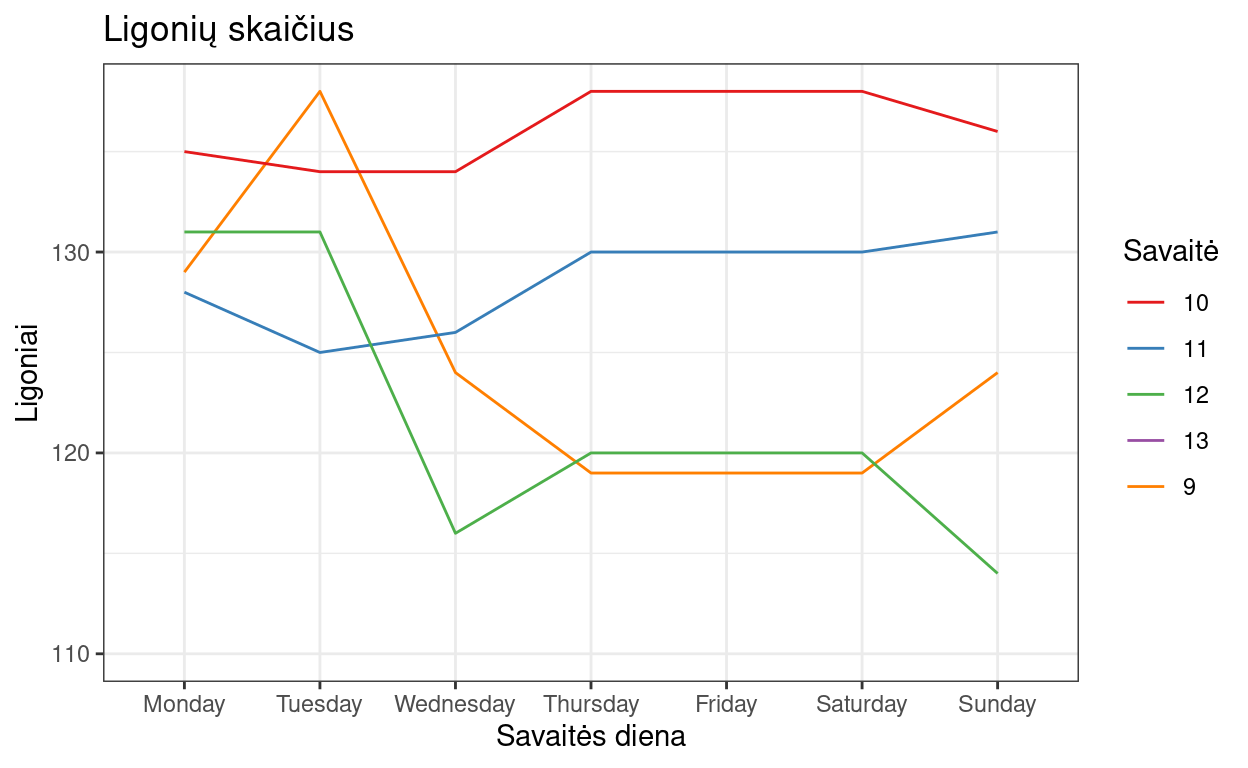 Ligonių skaičius
Ligoniai
130
120
110
Monday Tuesday Wednesday Thursday Friday Saturday Sunday
Savaitės diena
Savaitė
10
11
12
13
9